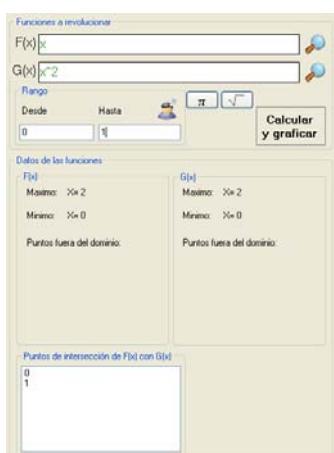 Funciones a revolucionar
F(x) x
G(x) x^2
Rango
Desde Hasta
0 1
π √
Calcular
y graficar
Datos de las funciones
F(x)
Maximo: X= 2
Minimo: X= 0
Puntos fuera del dominio:
G(x)
Maximo: X= 2
Minimo: X= 0
Puntos fuera del dominio:
Puntos de intersección de F(x) con G(x)
0
1